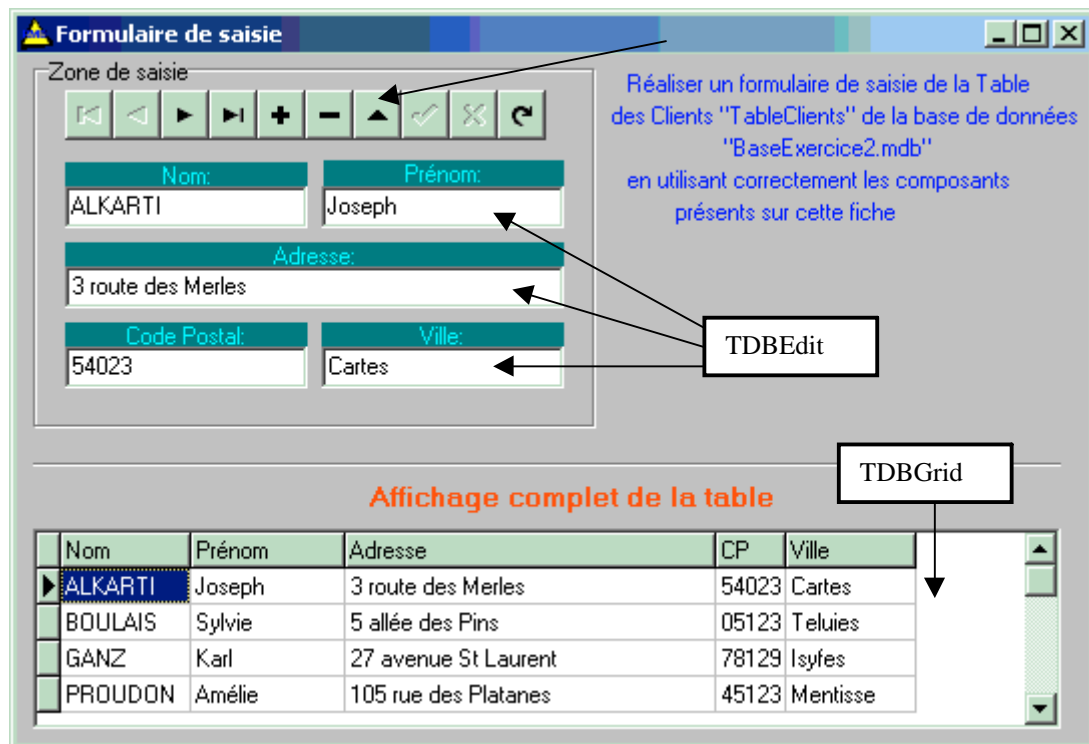 Formulaire de saisie
Zone de saisie
Réaliser un formulaire de saisie de la Table
des Clients "TableClients" de la base de données
"BaseExercice2.mdb"
en utilisant correctement les composants
présents sur cette fiche
Nom: Prénom:
ALKARTI Joseph
Adresse:
3 route des Merles
Code Postal: Ville:
54023 Cartes
TDBEdit
TDBGrid
Affichage complet de la table
Nom Prénom Adresse CP Ville
ALKARTI Joseph 3 route des Merles 54023 Cartes
BOULAIS Sylvie 5 allée des Pins 05123 Teluies
GANZ Karl 27 avenue St Laurent 78129 Isyfes
PROUDON Amélie 105 rue des Platanes 45123 Mentisse